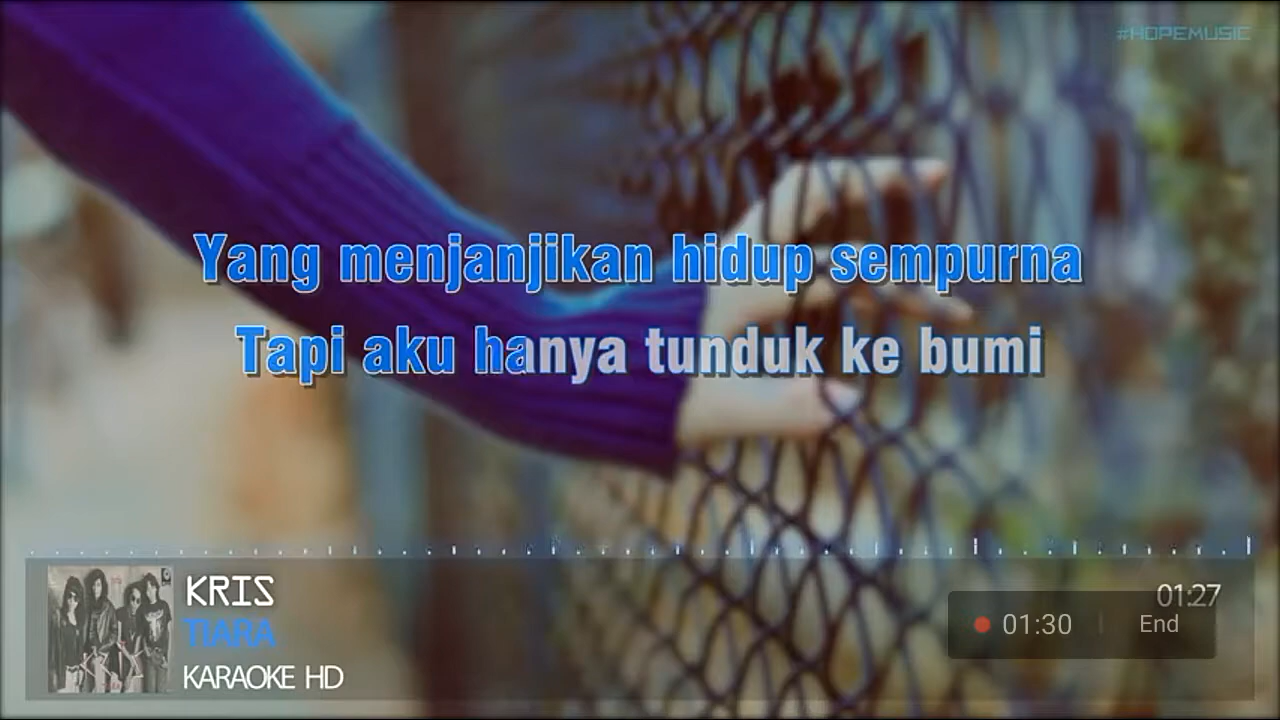 #HOPEMUSIC
Yang menjanjikan hidup sempurna
Tapi aku hanya tunduk ke bumi
KRIS
TIARA
KARAOKE HD
01:27
01:30 | End